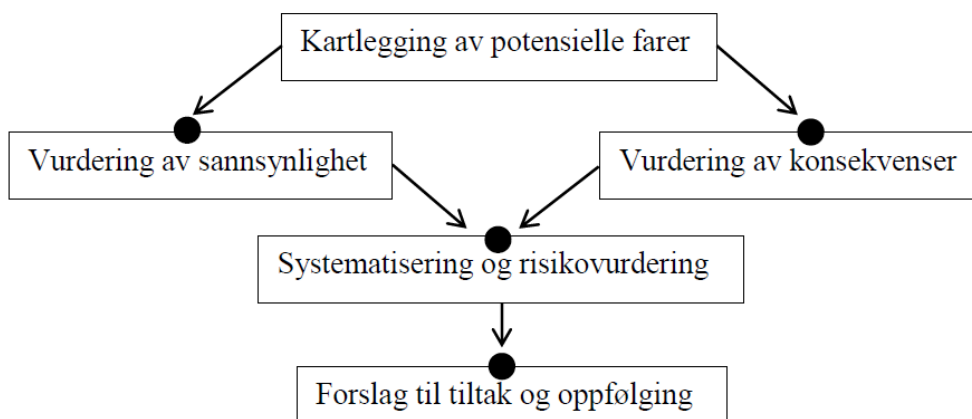 Kartlegging av potensielle farer
Vurdering av sannsynlighet
Vurdering av konsekvenser
Systematisering og risikovurdering
Forslag til tiltak og oppfølging